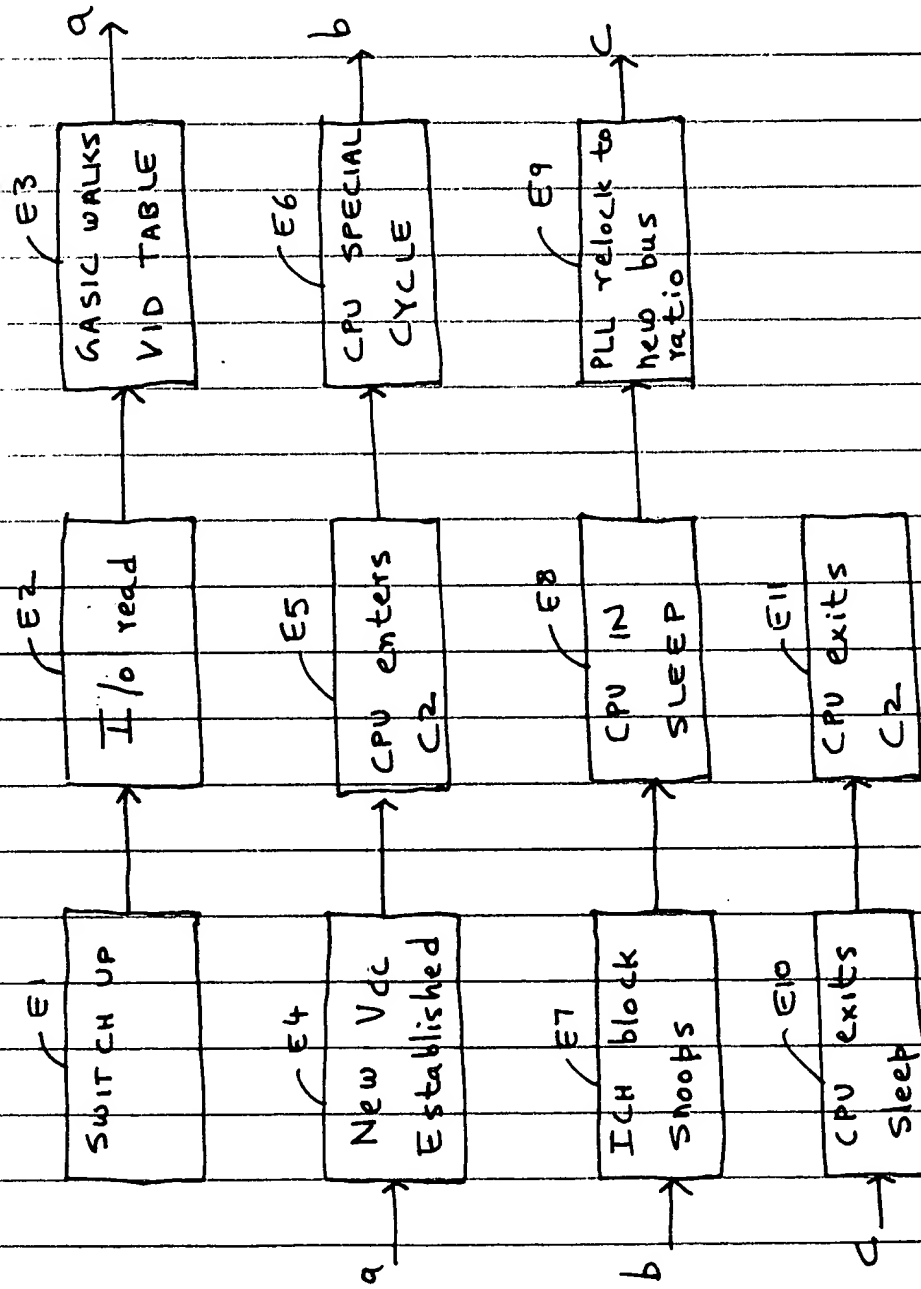 E1
SWITCH UP
E2
I/O read
E3
GASIC WALKS
VID TABLE
a
a
E4
New Vcc
Established
E5
CPU enters
C2
E6
CPU SPECIAL
CYCLE
b
b
E7
ICH block
Snoops
E8
CPU IN
SLEEP
E9
PLL relock to
new bus
ratio
c
c
E10
CPU exits
Sleep
E11
CPU exits
C2